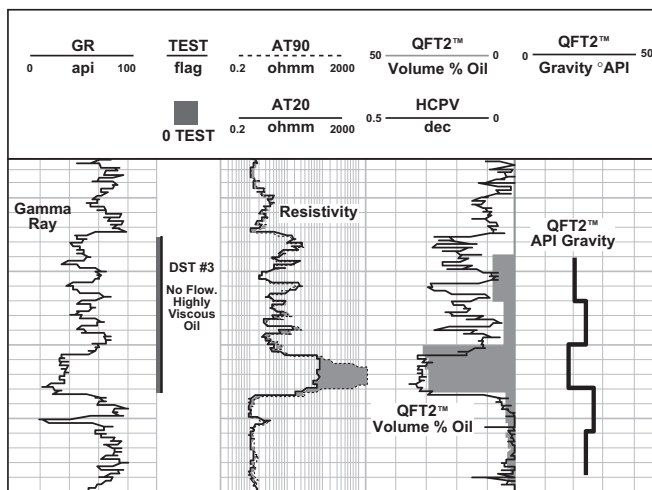 GR
0 api 100
TEST
flag
0 TEST
AT90
0.2 ohmm 2000
AT20
0.2 ohmm 2000
QFT2™
50 0
Volume % Oil
HCPV
0.5 dec 0
QFT2™
0 50
Gravity °API
Gamma
Ray
DST #3
No Flow.
Highly
Viscous
Oil
Resistivity
QFT2™
Volume % Oil
QFT2™
API Gravity